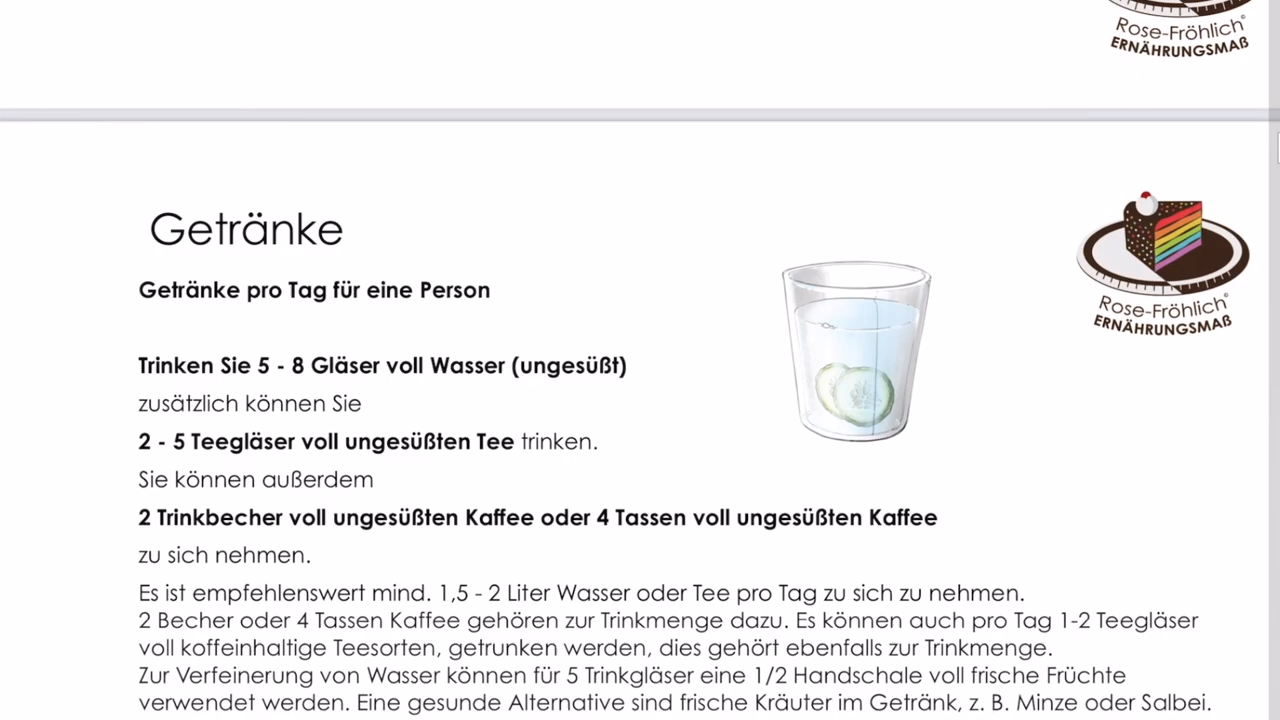 Rose-Fröhlich®
ERNÄHRUNGSMAß
Getränke
Rose-Fröhlich®
ERNÄHRUNGSMAß
Getränke pro Tag für eine Person
Trinken Sie 5 - 8 Gläser voll Wasser (ungesüßt)
zusätzlich können Sie
2 - 5 Teegläser voll ungesüßten Tee trinken.
Sie können außerdem
2 Trinkbecher voll ungesüßten Kaffee oder 4 Tassen voll ungesüßten Kaffee
zu sich nehmen.
Es ist empfehlenswert mind. 1,5 - 2 Liter Wasser oder Tee pro Tag zu sich zu nehmen.
2 Becher oder 4 Tassen Kaffee gehören zur Trinkmenge dazu. Es können auch pro Tag 1-2 Teegläser
voll koffeinhaltige Teesorten, getrunken werden, dies gehört ebenfalls zur Trinkmenge.
Zur Verfeinerung von Wasser können für 5 Trinkgläser eine 1/2 Handschale voll frische Früchte
verwendet werden. Eine gesunde Alternative sind frische Kräuter im Getränk, z. B. Minze oder Salbei.